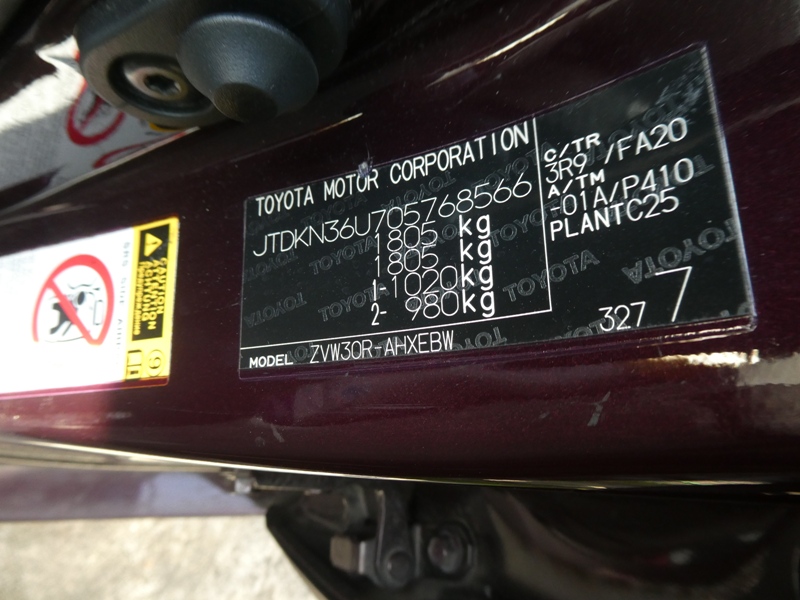 TOYOTA MOTOR CORPORATION
JTDKN36U705768566
1805 kg
1805 kg
1-1020kg
2- 980kg
MODEL ZVW30R-AHXEBW
C/TR
3R9 /FA20
A/TM
-01A/P410
PLANTC25
327 7
CAUTION